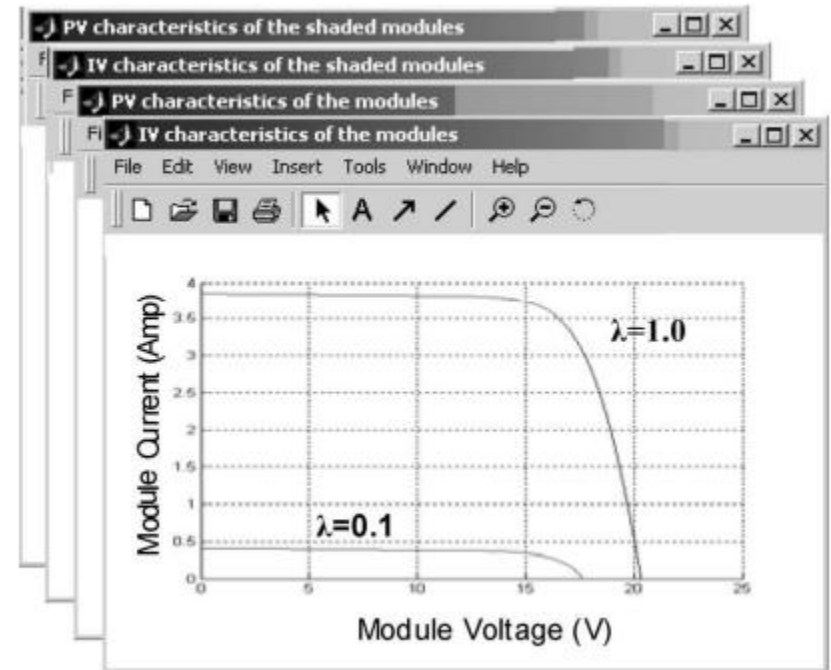 PV characteristics of the shaded modules
F
IV characteristics of the shaded modules
F
PV characteristics of the modules
Fi
IV characteristics of the modules
File Edit View Insert Tools Window Help
A
4
3.5
3
2.5
2
1.5
1
0.5
0
0 5 10 15 20 25
λ=1.0
λ=0.1
Module Current (Amp)
Module Voltage (V)